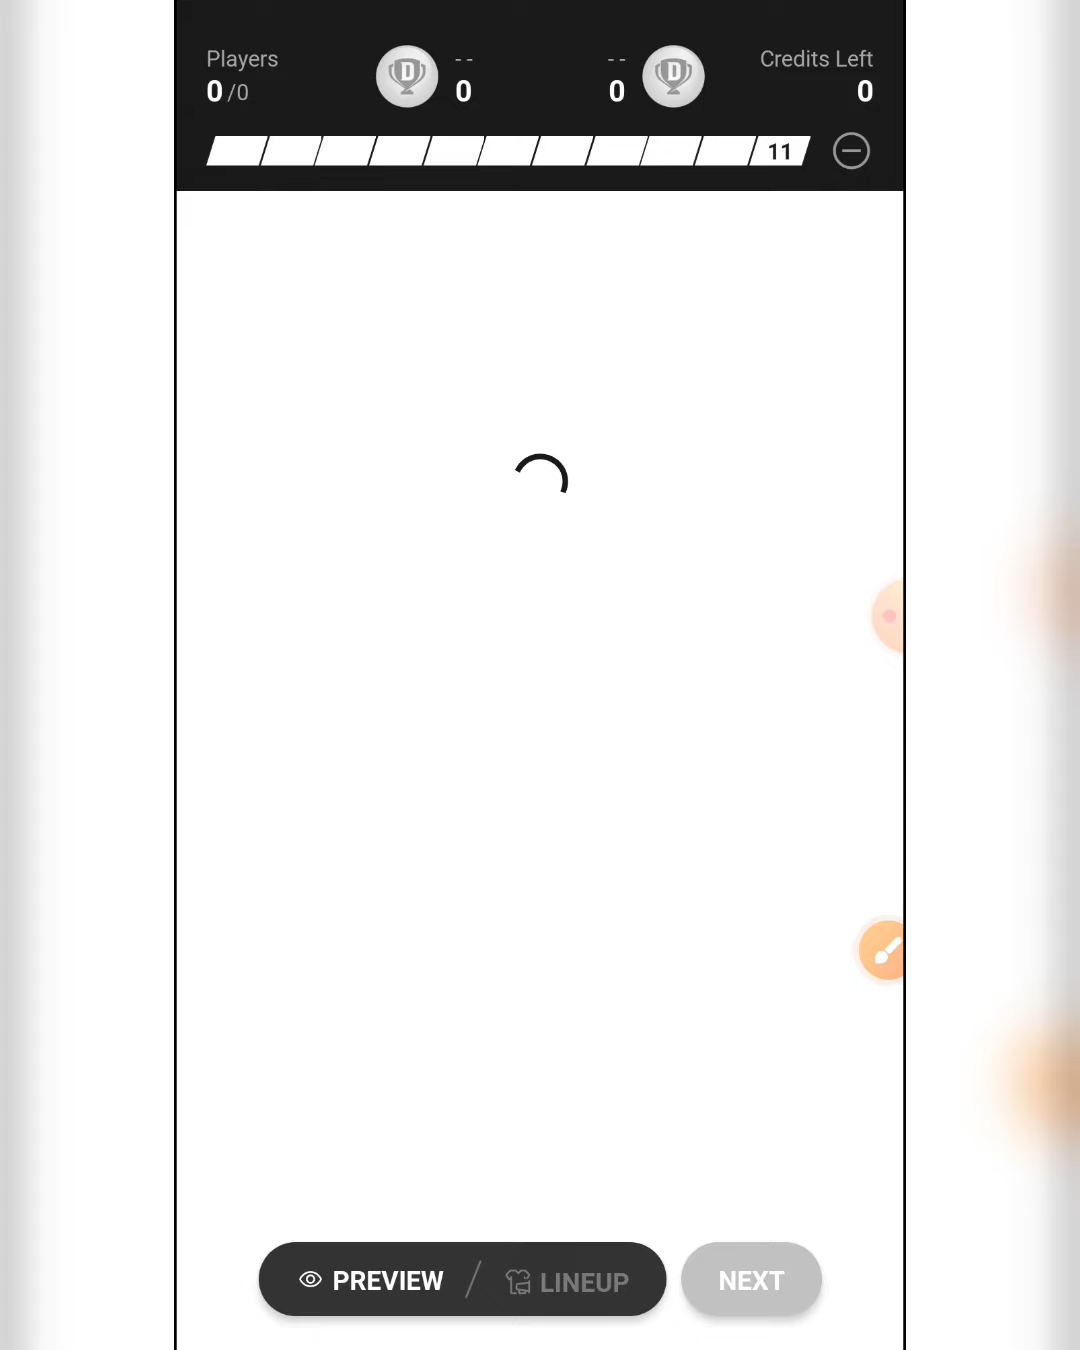 Players
0/0
D
--
0
--
0
D
Credits Left
0
11
PREVIEW
LINEUP
NEXT